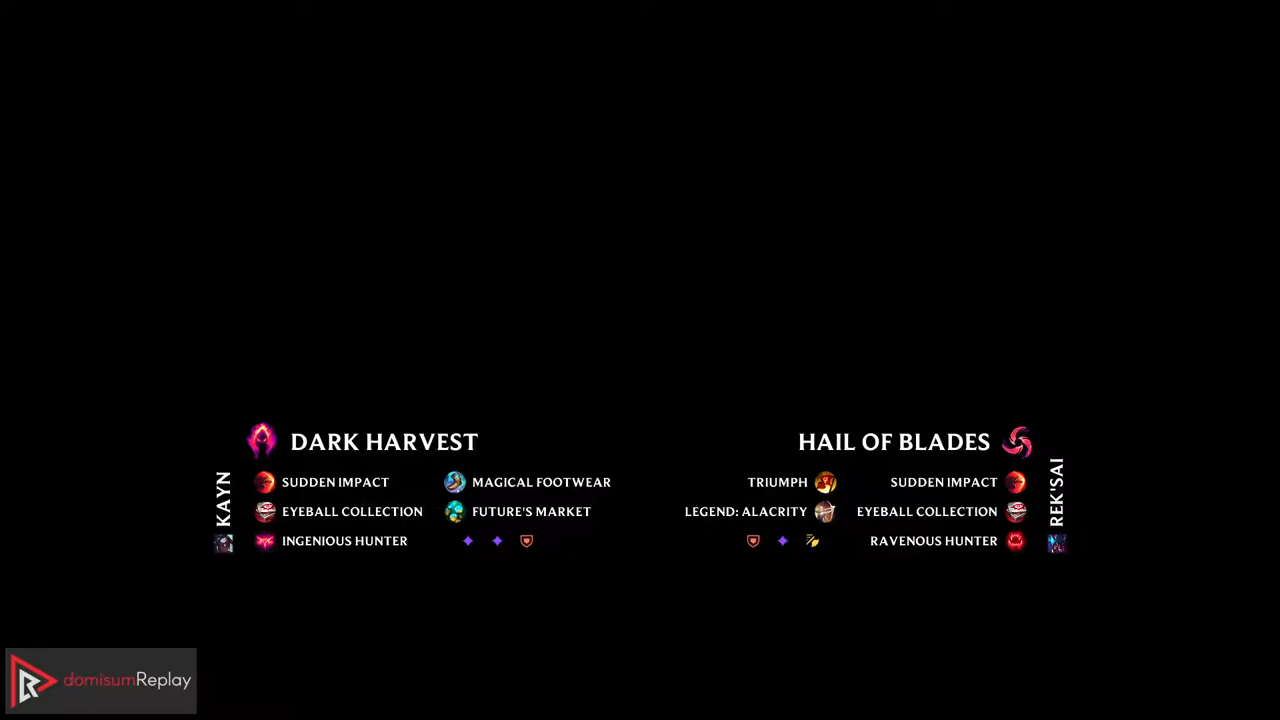 DARK HARVEST
KAYN
SUDDEN IMPACT
MAGICAL FOOTWEAR
EYEBALL COLLECTION
FUTURE'S MARKET
INGENIOUS HUNTER
HAIL OF BLADES
TRIUMPH
SUDDEN IMPACT
LEGEND: ALACRITY
EYEBALL COLLECTION
RAVENOUS HUNTER
REK'SAI
domisumReplay